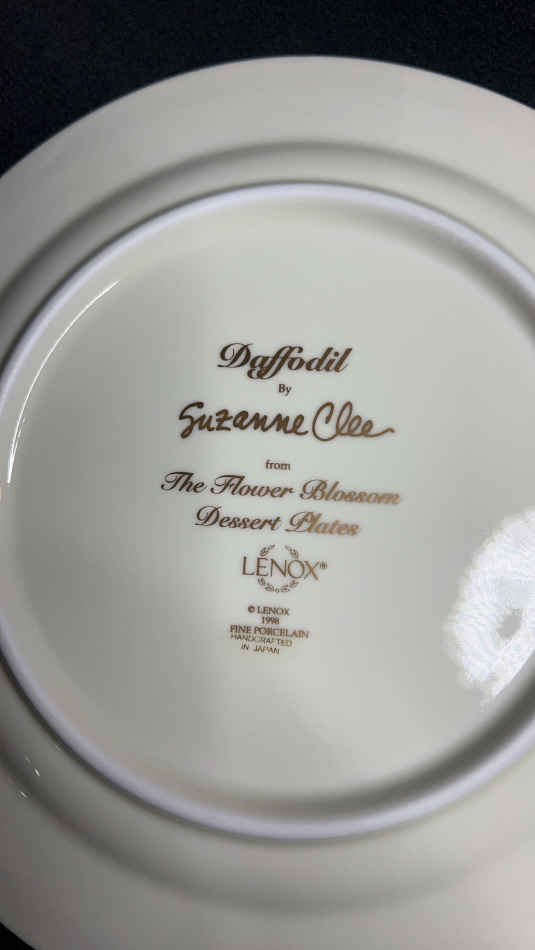 Daffodil
By
Suzanne Clee
from
The Flower Blossom
Dessert Plates
LENOX®
© LENOX
1998
FINE PORCELAIN
HANDCRAFTED
IN JAPAN